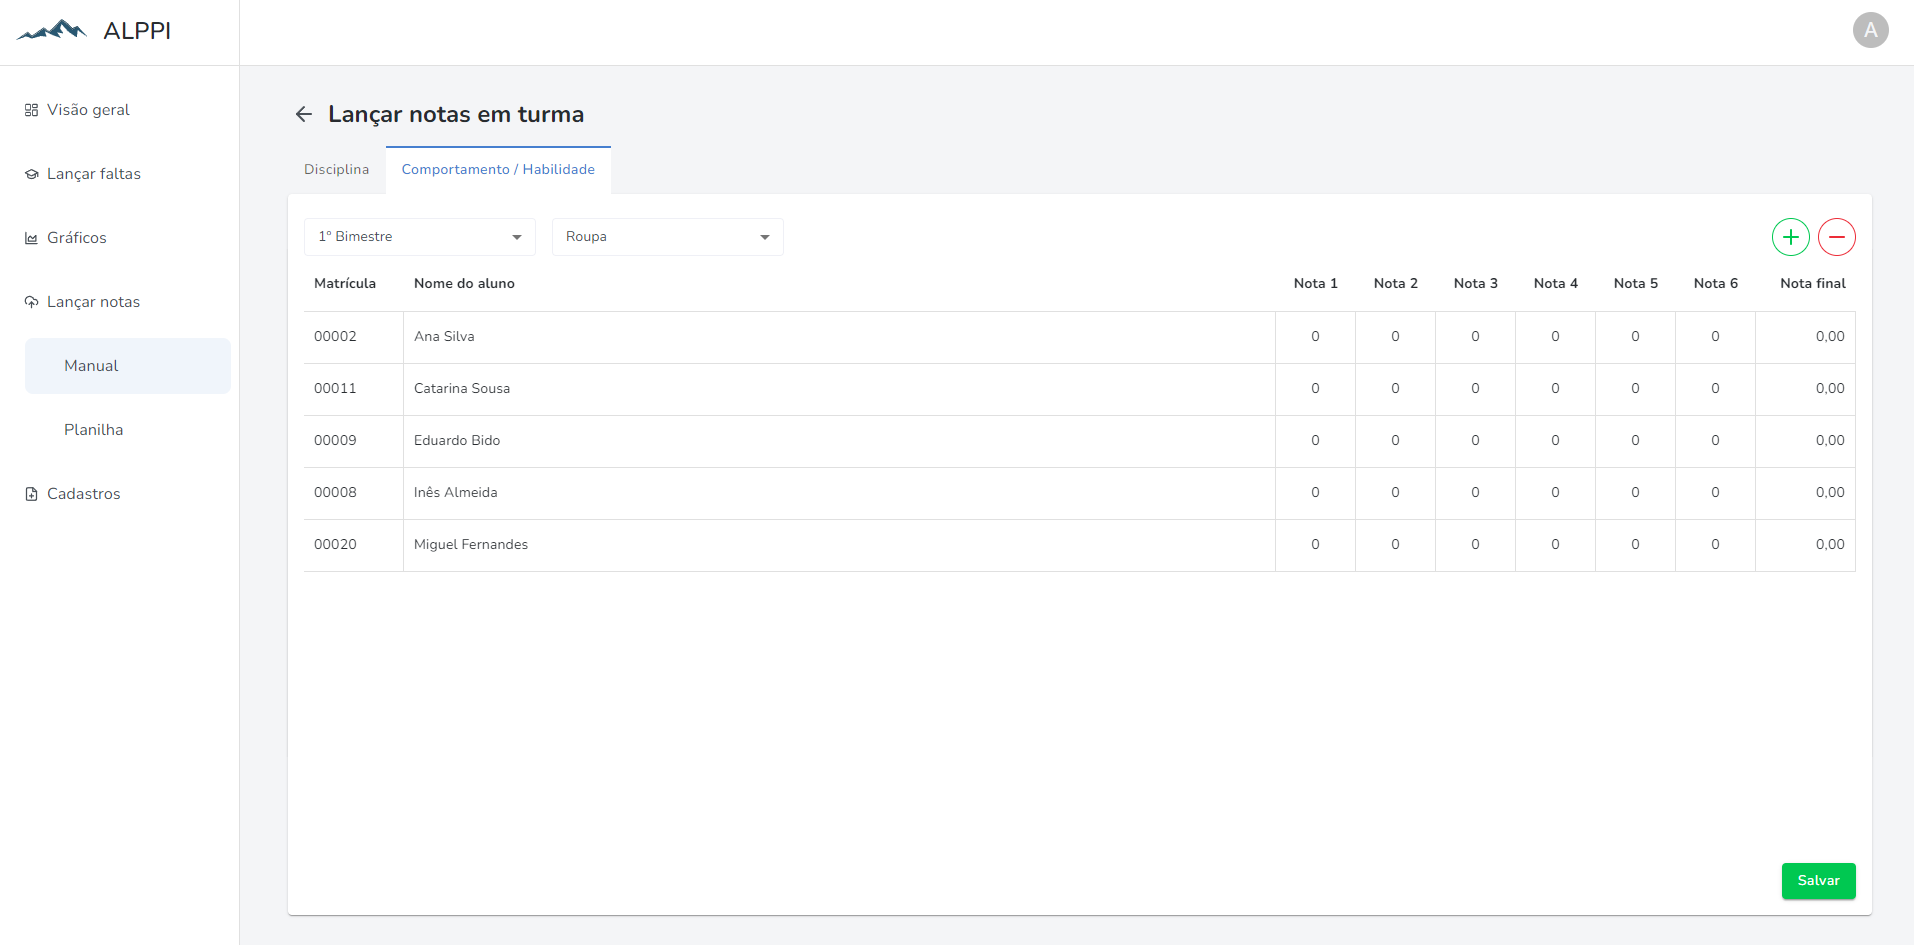 ALPPI
A
Visão geral
Lançar faltas
Gráficos
Lançar notas
Manual
Planilha
Cadastros
Lançar notas em turma
Disciplina Comportamento / Habilidade
1º Bimestre Roupa
Matrícula Nome do aluno Nota 1 Nota 2 Nota 3 Nota 4 Nota 5 Nota 6 Nota final
00002 Ana Silva 0 0 0 0 0 0 0,00
00011 Catarina Sousa 0 0 0 0 0 0 0,00
00009 Eduardo Bido 0 0 0 0 0 0 0,00
00008 Inês Almeida 0 0 0 0 0 0 0,00
00020 Miguel Fernandes 0 0 0 0 0 0 0,00
Salvar